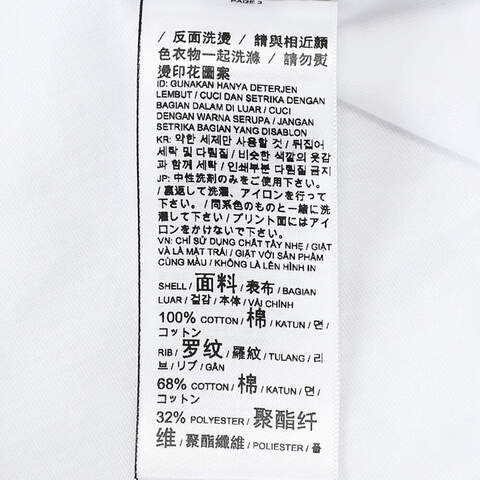 PAGE 3
/ 反面洗燙 / 請與相近顏
色衣物一起洗滌 / 請勿熨
燙印花圖案
ID: GUNAKAN HANYA DETERJEN
LEMBUT / CUCI DAN SETRIKA DENGAN
BAGIAN DALAM DI LUAR / CUCI
DENGAN WARNA SERUPA / JANGAN
SETRIKA BAGIAN YANG DISABLON
KR: 약한 세제만 사용할 것 / 뒤집어
세탁 및 다림질 / 비슷한 색깔의 옷감
과 함께 세탁 / 인쇄부분 다림질 금지
JP: 中性洗剤のみをご使用下さい。
/ 裏返して洗濯、アイロンを行って
下さい。 / 同系色のものと一緒に洗
濯して下さい / プリント面にはアイ
ロンをかけないで下さい。
VN: CHỈ SỬ DỤNG CHẤT TẨY NHẸ / GIẶT
VÀ LÀ MẶT TRÁI / GIẶT VỚI SẢN PHẨM
CÙNG MÀU / KHÔNG LÀ LÊN HÌNH IN
SHELL / 面料 / 表布 / BAGIAN
LUAR / 겉감 / 本体 / VẢI CHÍNH
100% COTTON / 棉 / KATUN / 면 /
コットン
RIB / 罗纹 / 羅紋 / TULANG / 리
브 / リブ / GÂN
68% COTTON / 棉 / KATUN / 면 /
コットン
32% POLYESTER / 聚酯纤
维 / 聚酯纖維 / POLIESTER / 폴